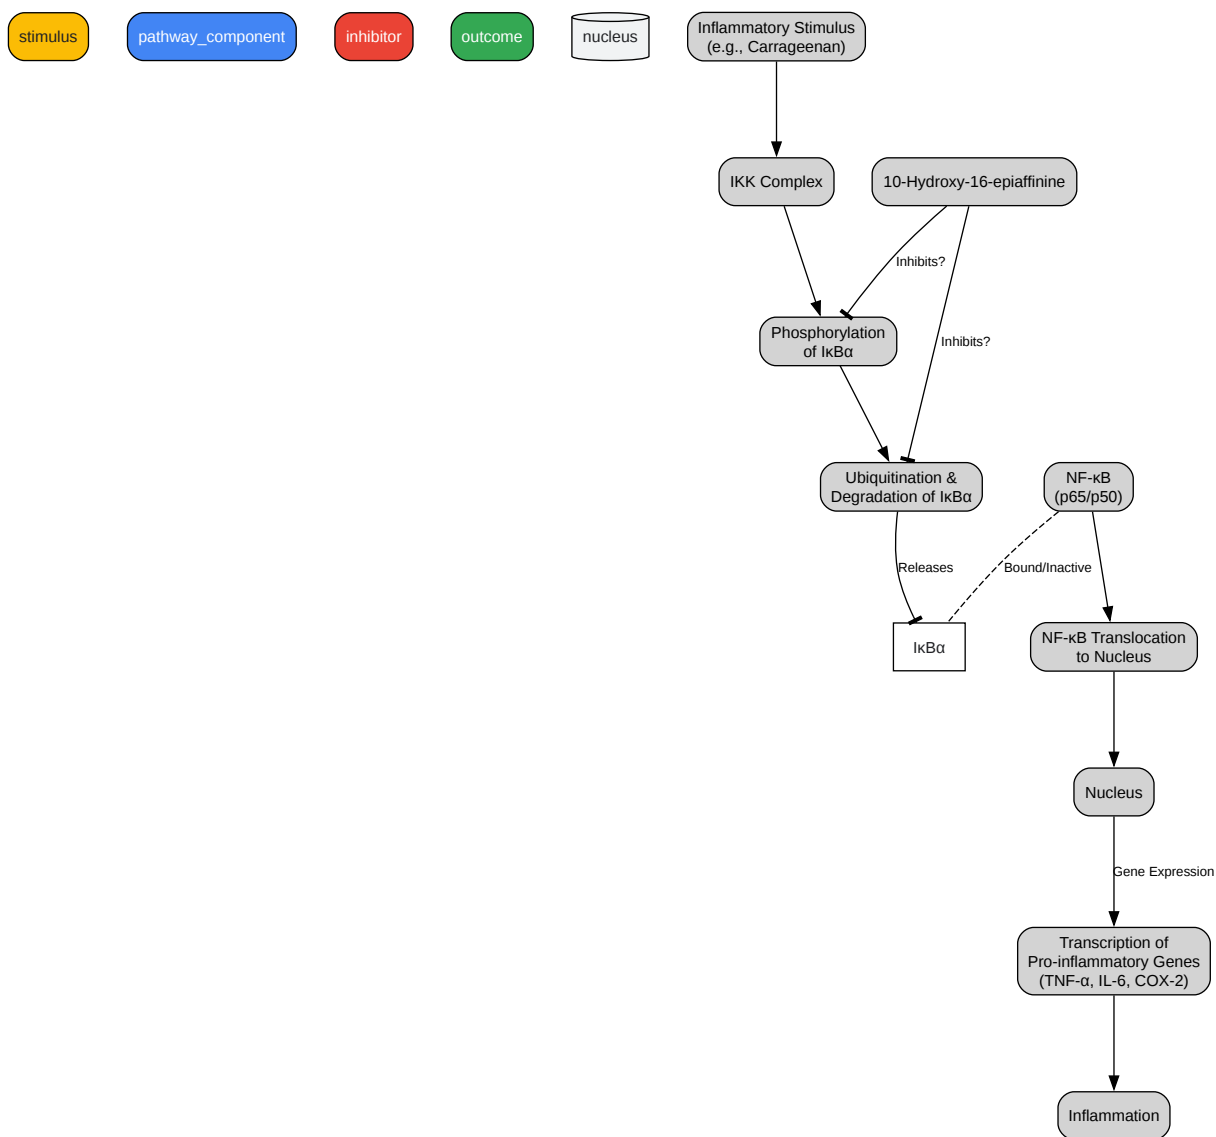 stimulus
pathway_component
inhibitor
outcome
nucleus
Inflammatory Stimulus
(e.g., Carrageenan)
IKK Complex
10-Hydroxy-16-epiaffinine
Inhibits?
Phosphorylation
of IκBα
Inhibits?
Ubiquitination &
Degradation of IκBα
NF-κB
(p65/p50)
Releases
Bound/Inactive
IκBα
NF-κB Translocation
to Nucleus
Nucleus
Gene Expression
Transcription of
Pro-inflammatory Genes
(TNF-α, IL-6, COX-2)
Inflammation